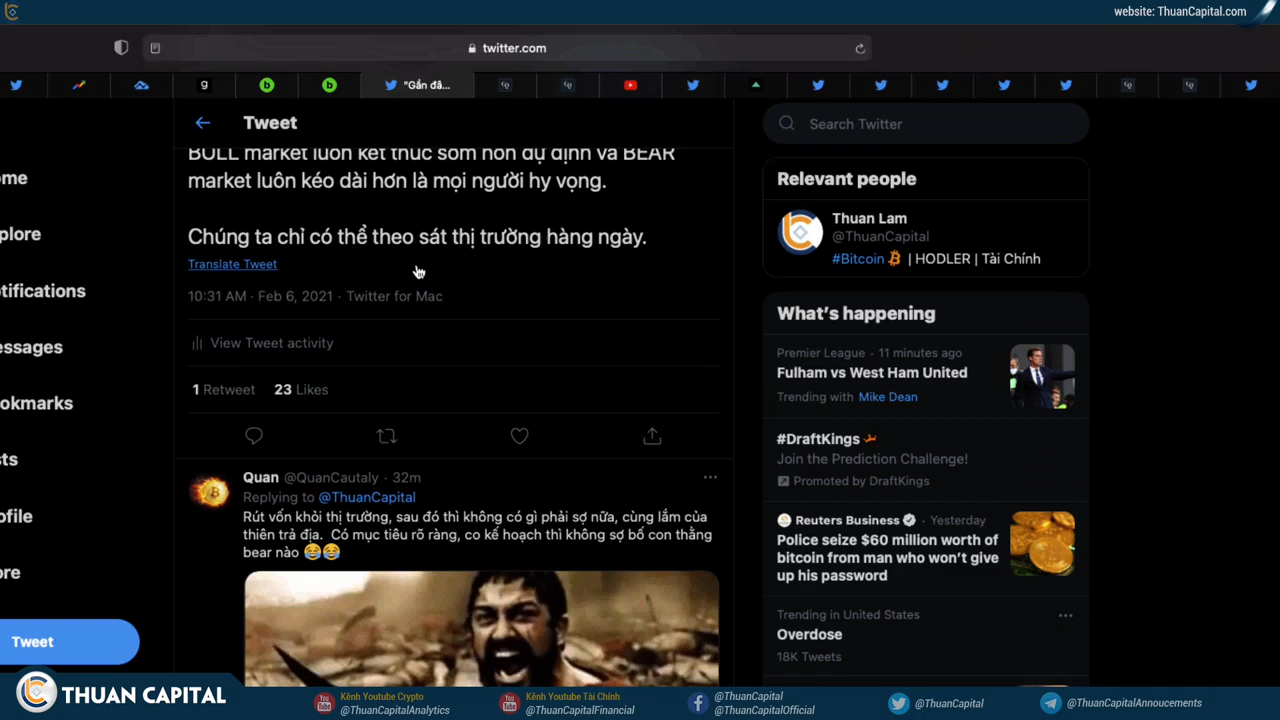 website: ThuanCapital.com
twitter.com
g
b
b
"Gần đâ...
Tweet
Search Twitter
BULL market luôn kết thúc sớm hơn dự định và BEAR
market luôn kéo dài hơn là mọi người hy vọng.
Chúng ta chỉ có thể theo sát thị trường hàng ngày.
Translate Tweet
10:31 AM · Feb 6, 2021 · Twitter for Mac
View Tweet activity
1 Retweet 23 Likes
Quan @QuanCautaly · 32m
Replying to @ThuanCapital
Rút vốn khỏi thị trường, sau đó thì không có gì phải sợ nữa, cùng lắm của
thiên trả địa. Có mục tiêu rõ ràng, co kế hoạch thì không sợ bố con thằng
bear nào 😂😂
ome
plore
tifications
essages
okmarks
sts
ofile
ore
Tweet
Relevant people
Thuan Lam
@ThuanCapital
#Bitcoin | HODLER | Tài Chính
What's happening
Premier League · 11 minutes ago
Fulham vs West Ham United
Trending with Mike Dean
#DraftKings
Join the Prediction Challenge!
Promoted by DraftKings
Reuters Business · Yesterday
Police seize $60 million worth of
bitcoin from man who won't give
up his password
Trending in United States
Overdose
18K Tweets
THUAN CAPITAL
Kênh Youtube Crypto
@ThuanCapitalAnalytics
Kênh Youtube Tài Chính
@ThuanCapitalFinancial
@ThuanCapital
@ThuanCapitalOfficial
@ThuanCapital
@ThuanCapitalAnnoucements